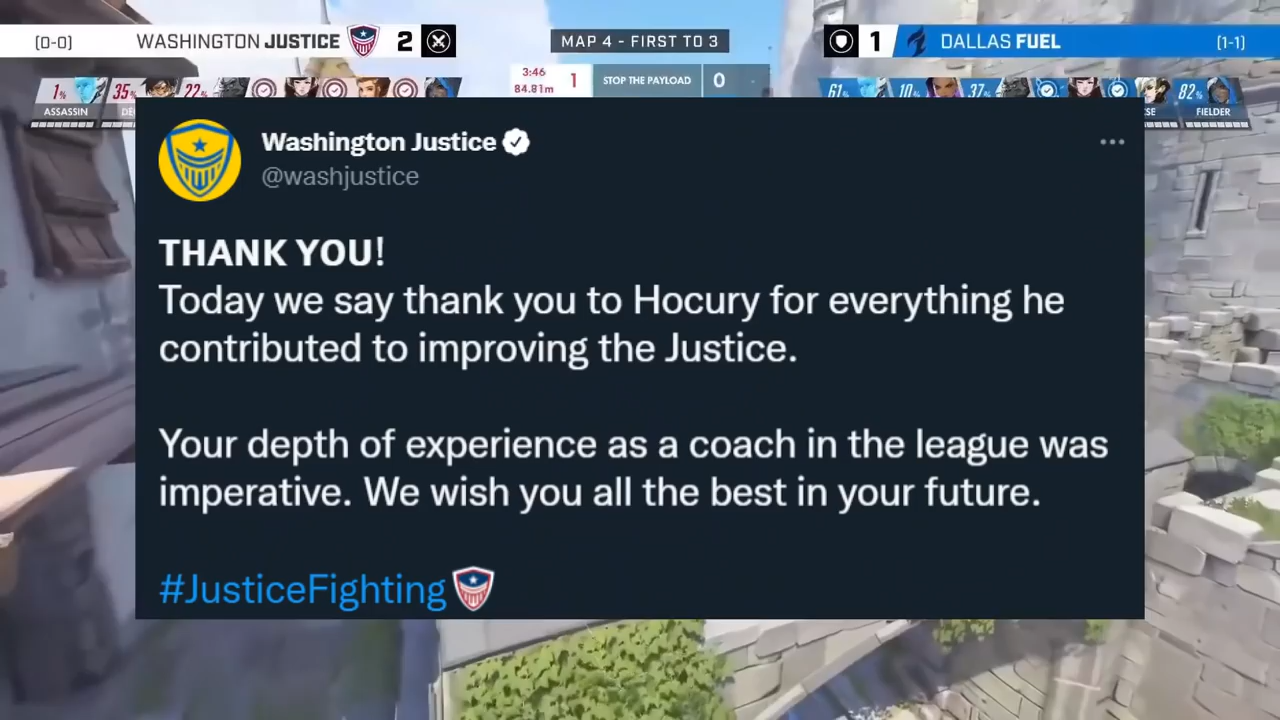 [0-0] WASHINGTON JUSTICE 2 MAP 4 - FIRST TO 3 1 DALLAS FUEL [1-1]
3:46
84.81m 1 STOP THE PAYLOAD 0
1% 35% 22% 61% 10% 37% 82%
ASSASSIN FIELDER
Washington Justice
@washjustice
THANK YOU!
Today we say thank you to Hocury for everything he
contributed to improving the Justice.
Your depth of experience as a coach in the league was
imperative. We wish you all the best in your future.
#JusticeFighting